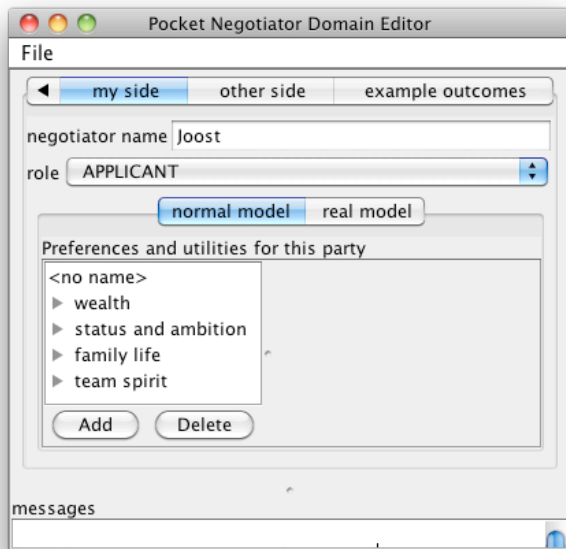 Pocket Negotiator Domain Editor
File
my side other side example outcomes
negotiator name Joost
role APPLICANT
normal model real model
Preferences and utilities for this party
<no name>
wealth
status and ambition
family life
team spirit
Add Delete
messages